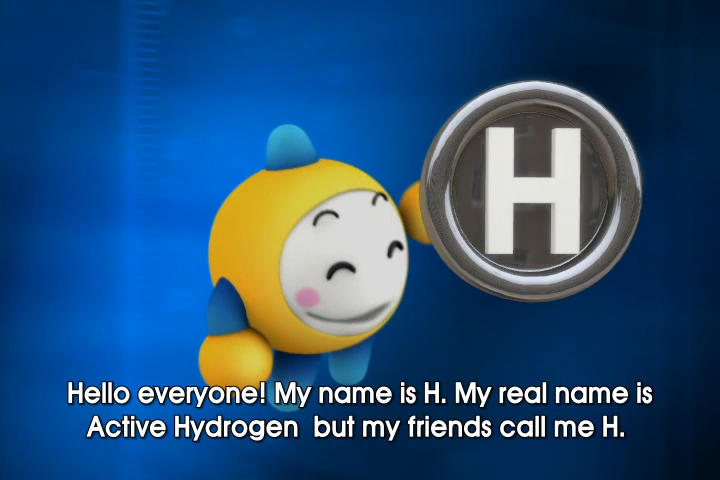 H
Hello everyone! My name is H. My real name is
Active Hydrogen  but my friends call me H.